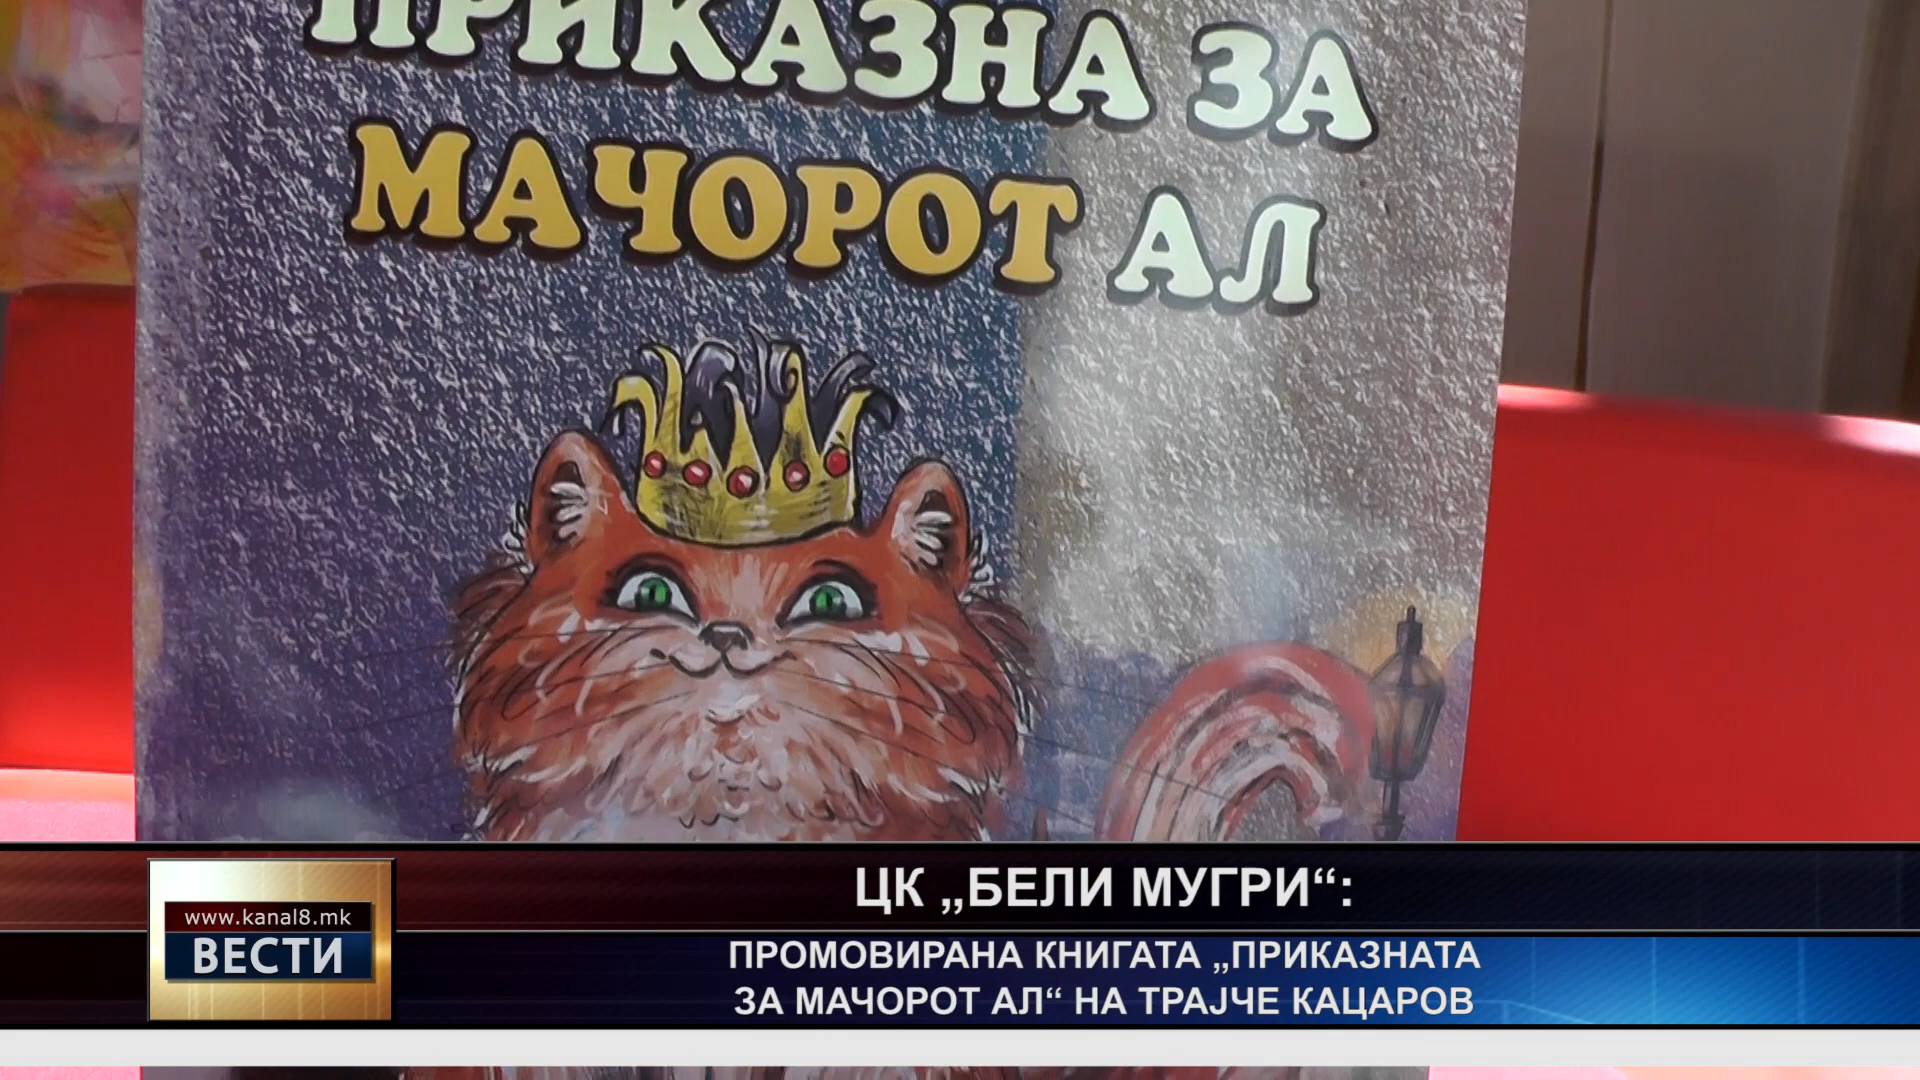 ПРИКАЗНА ЗА
МАЧОРОТ АЛ
ЦК „БЕЛИ МУГРИ“:
www.kanal8.mk
ВЕСТИ
ПРОМОВИРАНА КНИГАТА „ПРИКАЗНАТА
ЗА МАЧОРОТ АЛ“ НА ТРАЈЧЕ КАЦАРОВ